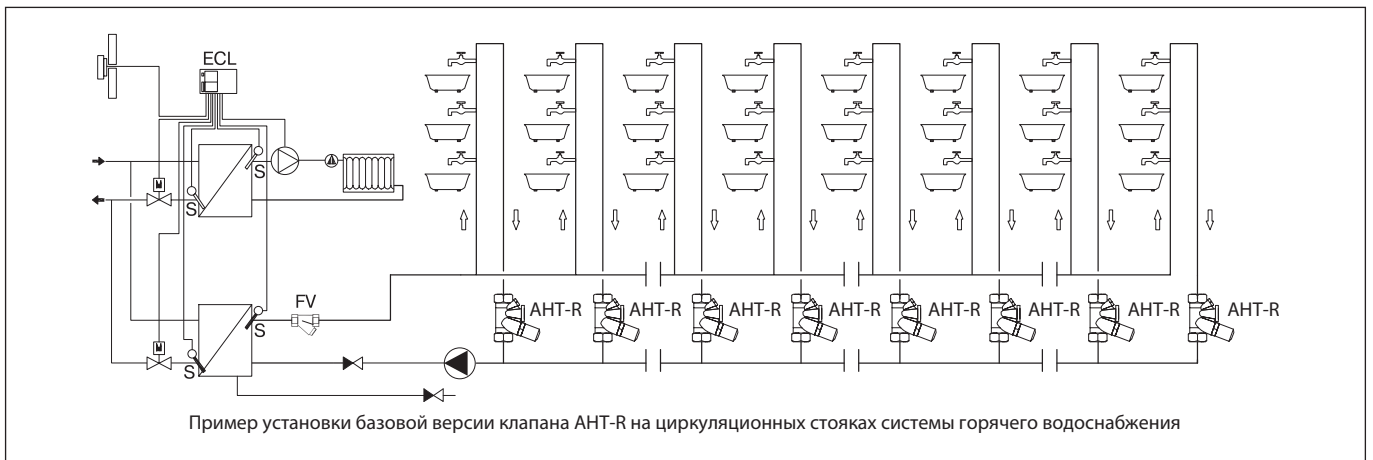 ECL
S
S
FV
S
S
AHT-R AHT-R AHT-R AHT-R AHT-R AHT-R AHT-R AHT-R
Пример установки базовой версии клапана AHT-R на циркуляционных стояках системы горячего водоснабжения